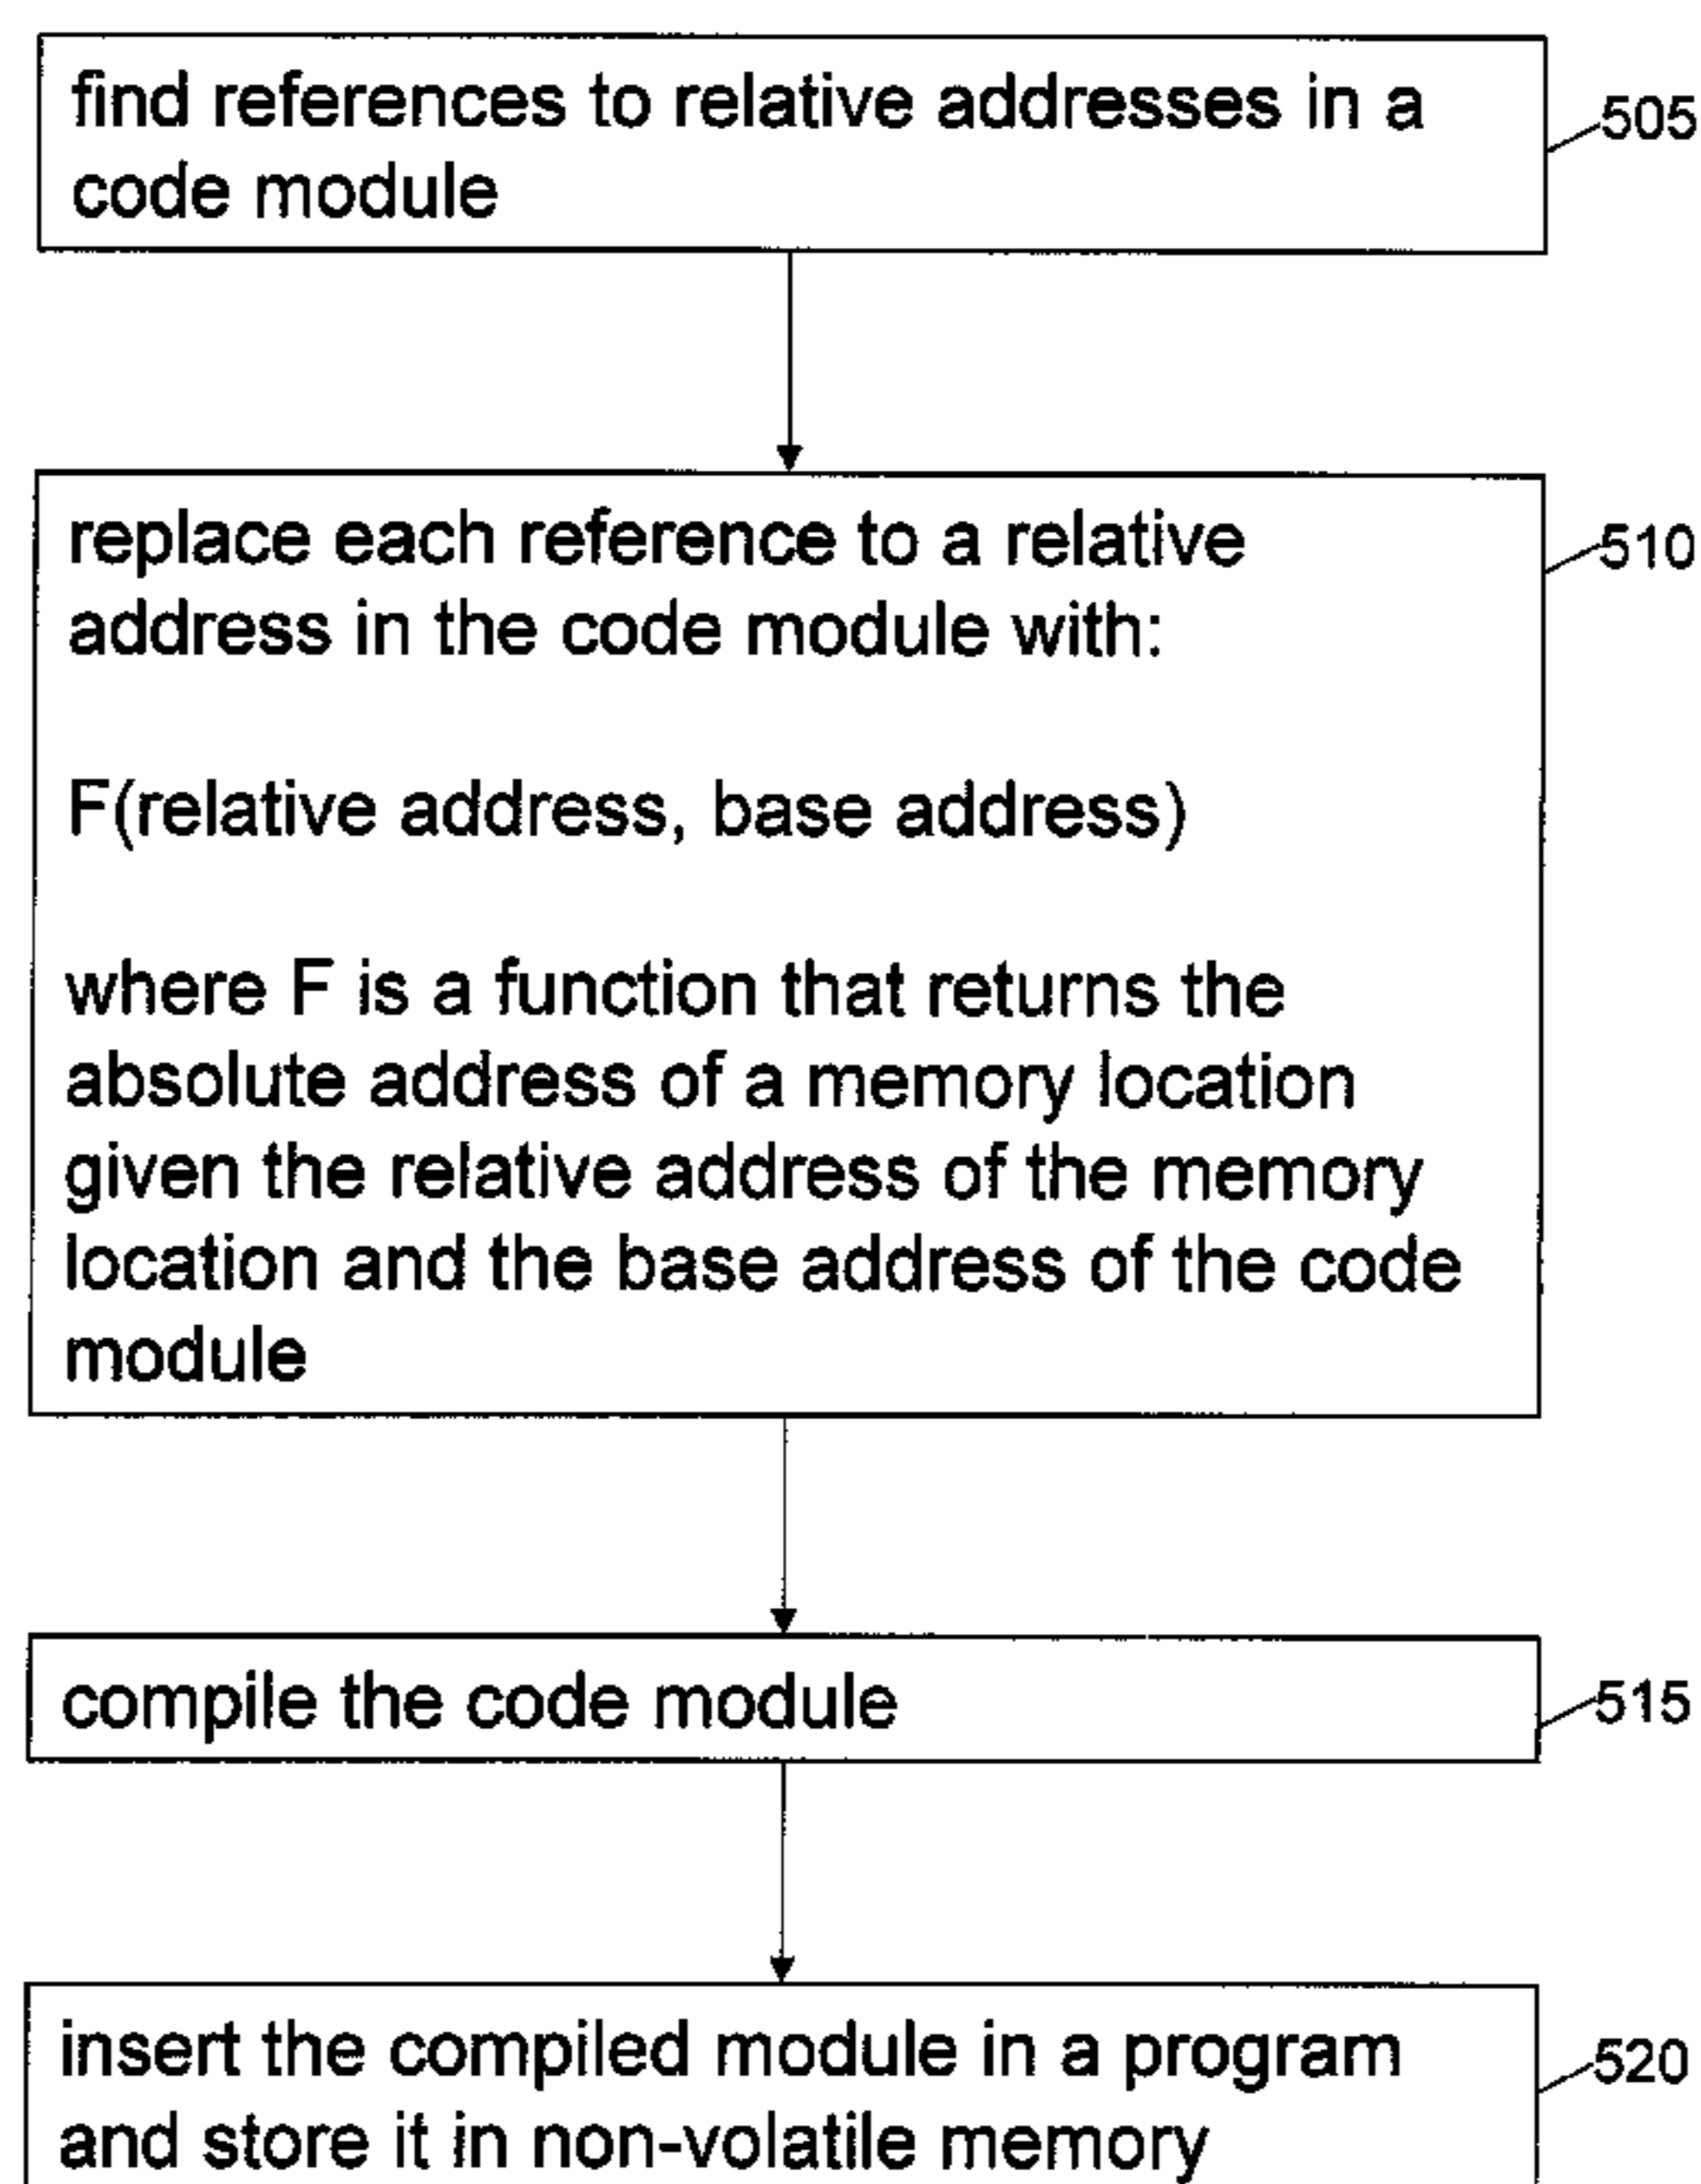 find references to relative addresses in a
code module
505
replace each reference to a relative
address in the code module with:
F(relative address, base address)
where F is a function that returns the
absolute address of a memory location
given the relative address of the memory
location and the base address of the code
module
510
compile the code module
515
insert the compiled module in a program
and store it in non-volatile memory
520